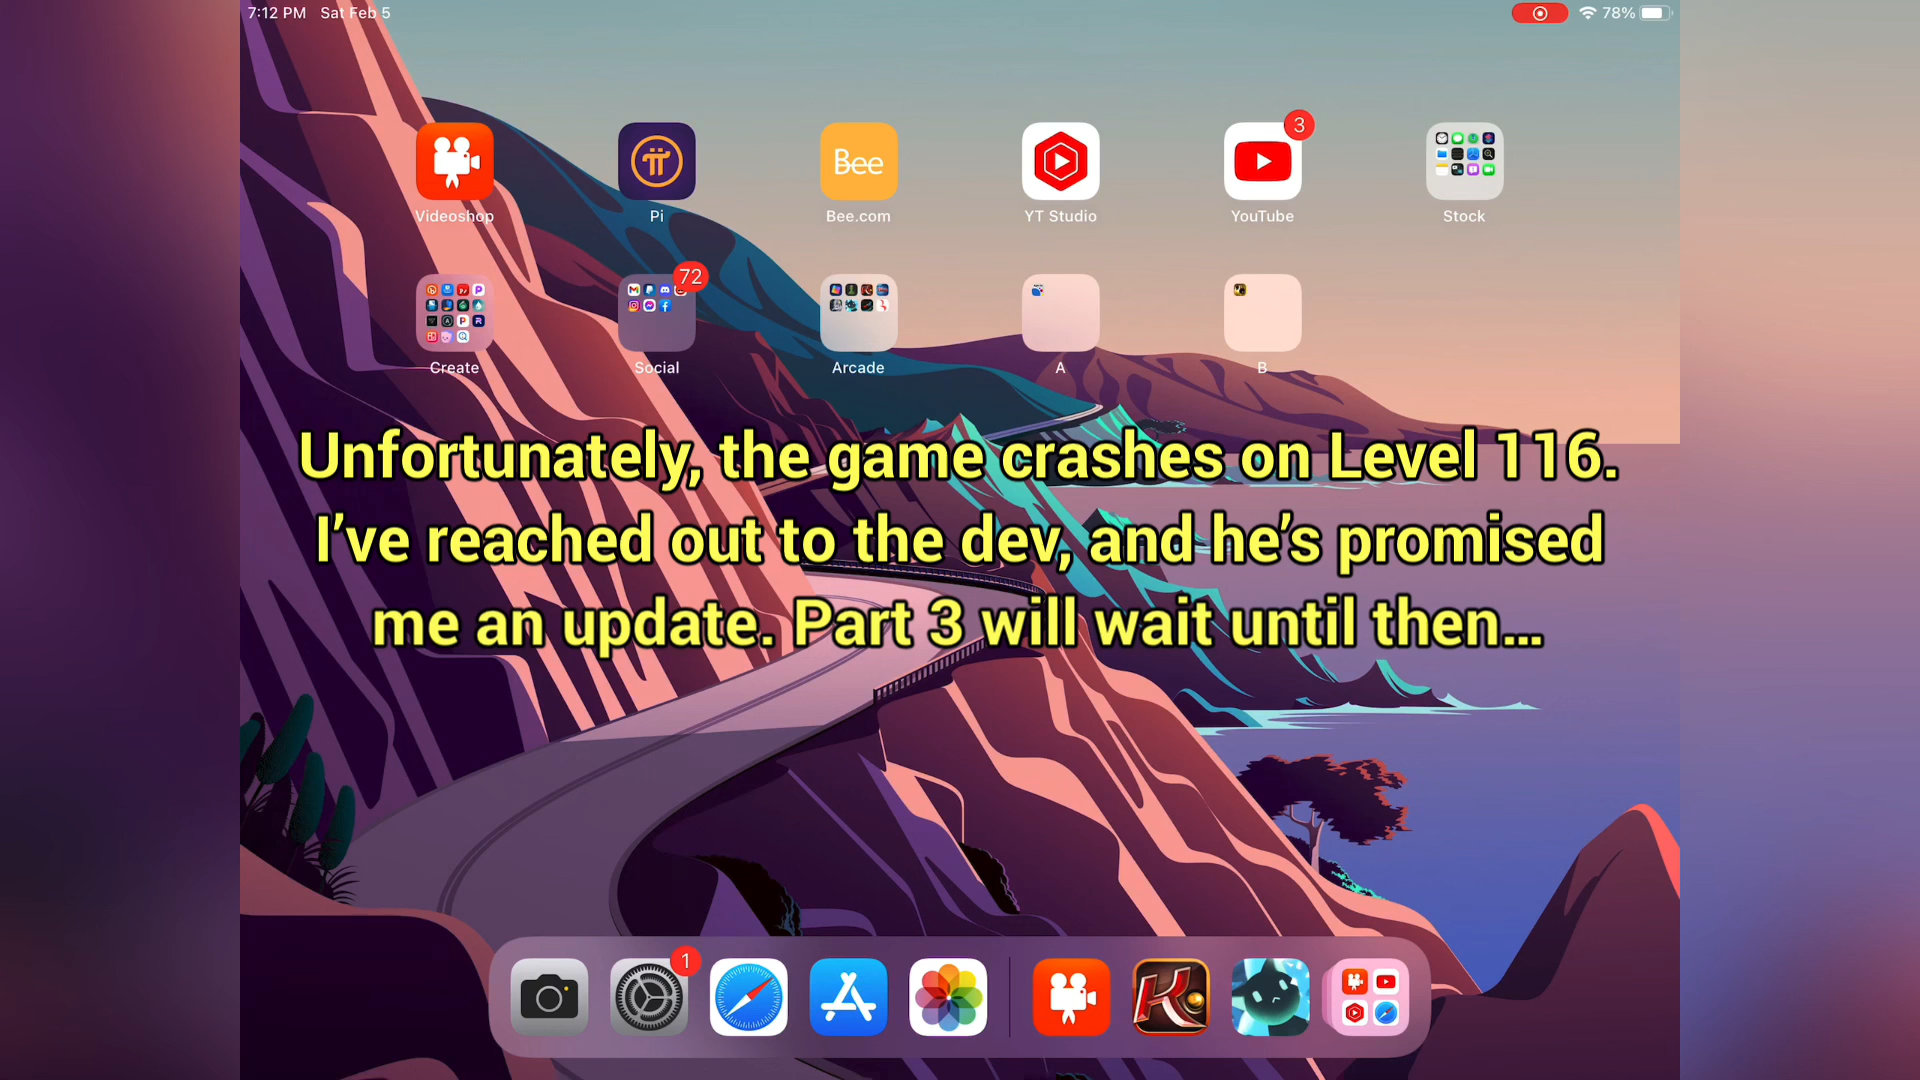 7:12 PM Sat Feb 5
78%
3
Bee
Videoshop Pi Bee.com YT Studio YouTube Stock
72
Create Social Arcade A B
Unfortunately, the game crashes on Level 116.
I’ve reached out to the dev, and he’s promised
me an update. Part 3 will wait until then...
1
K